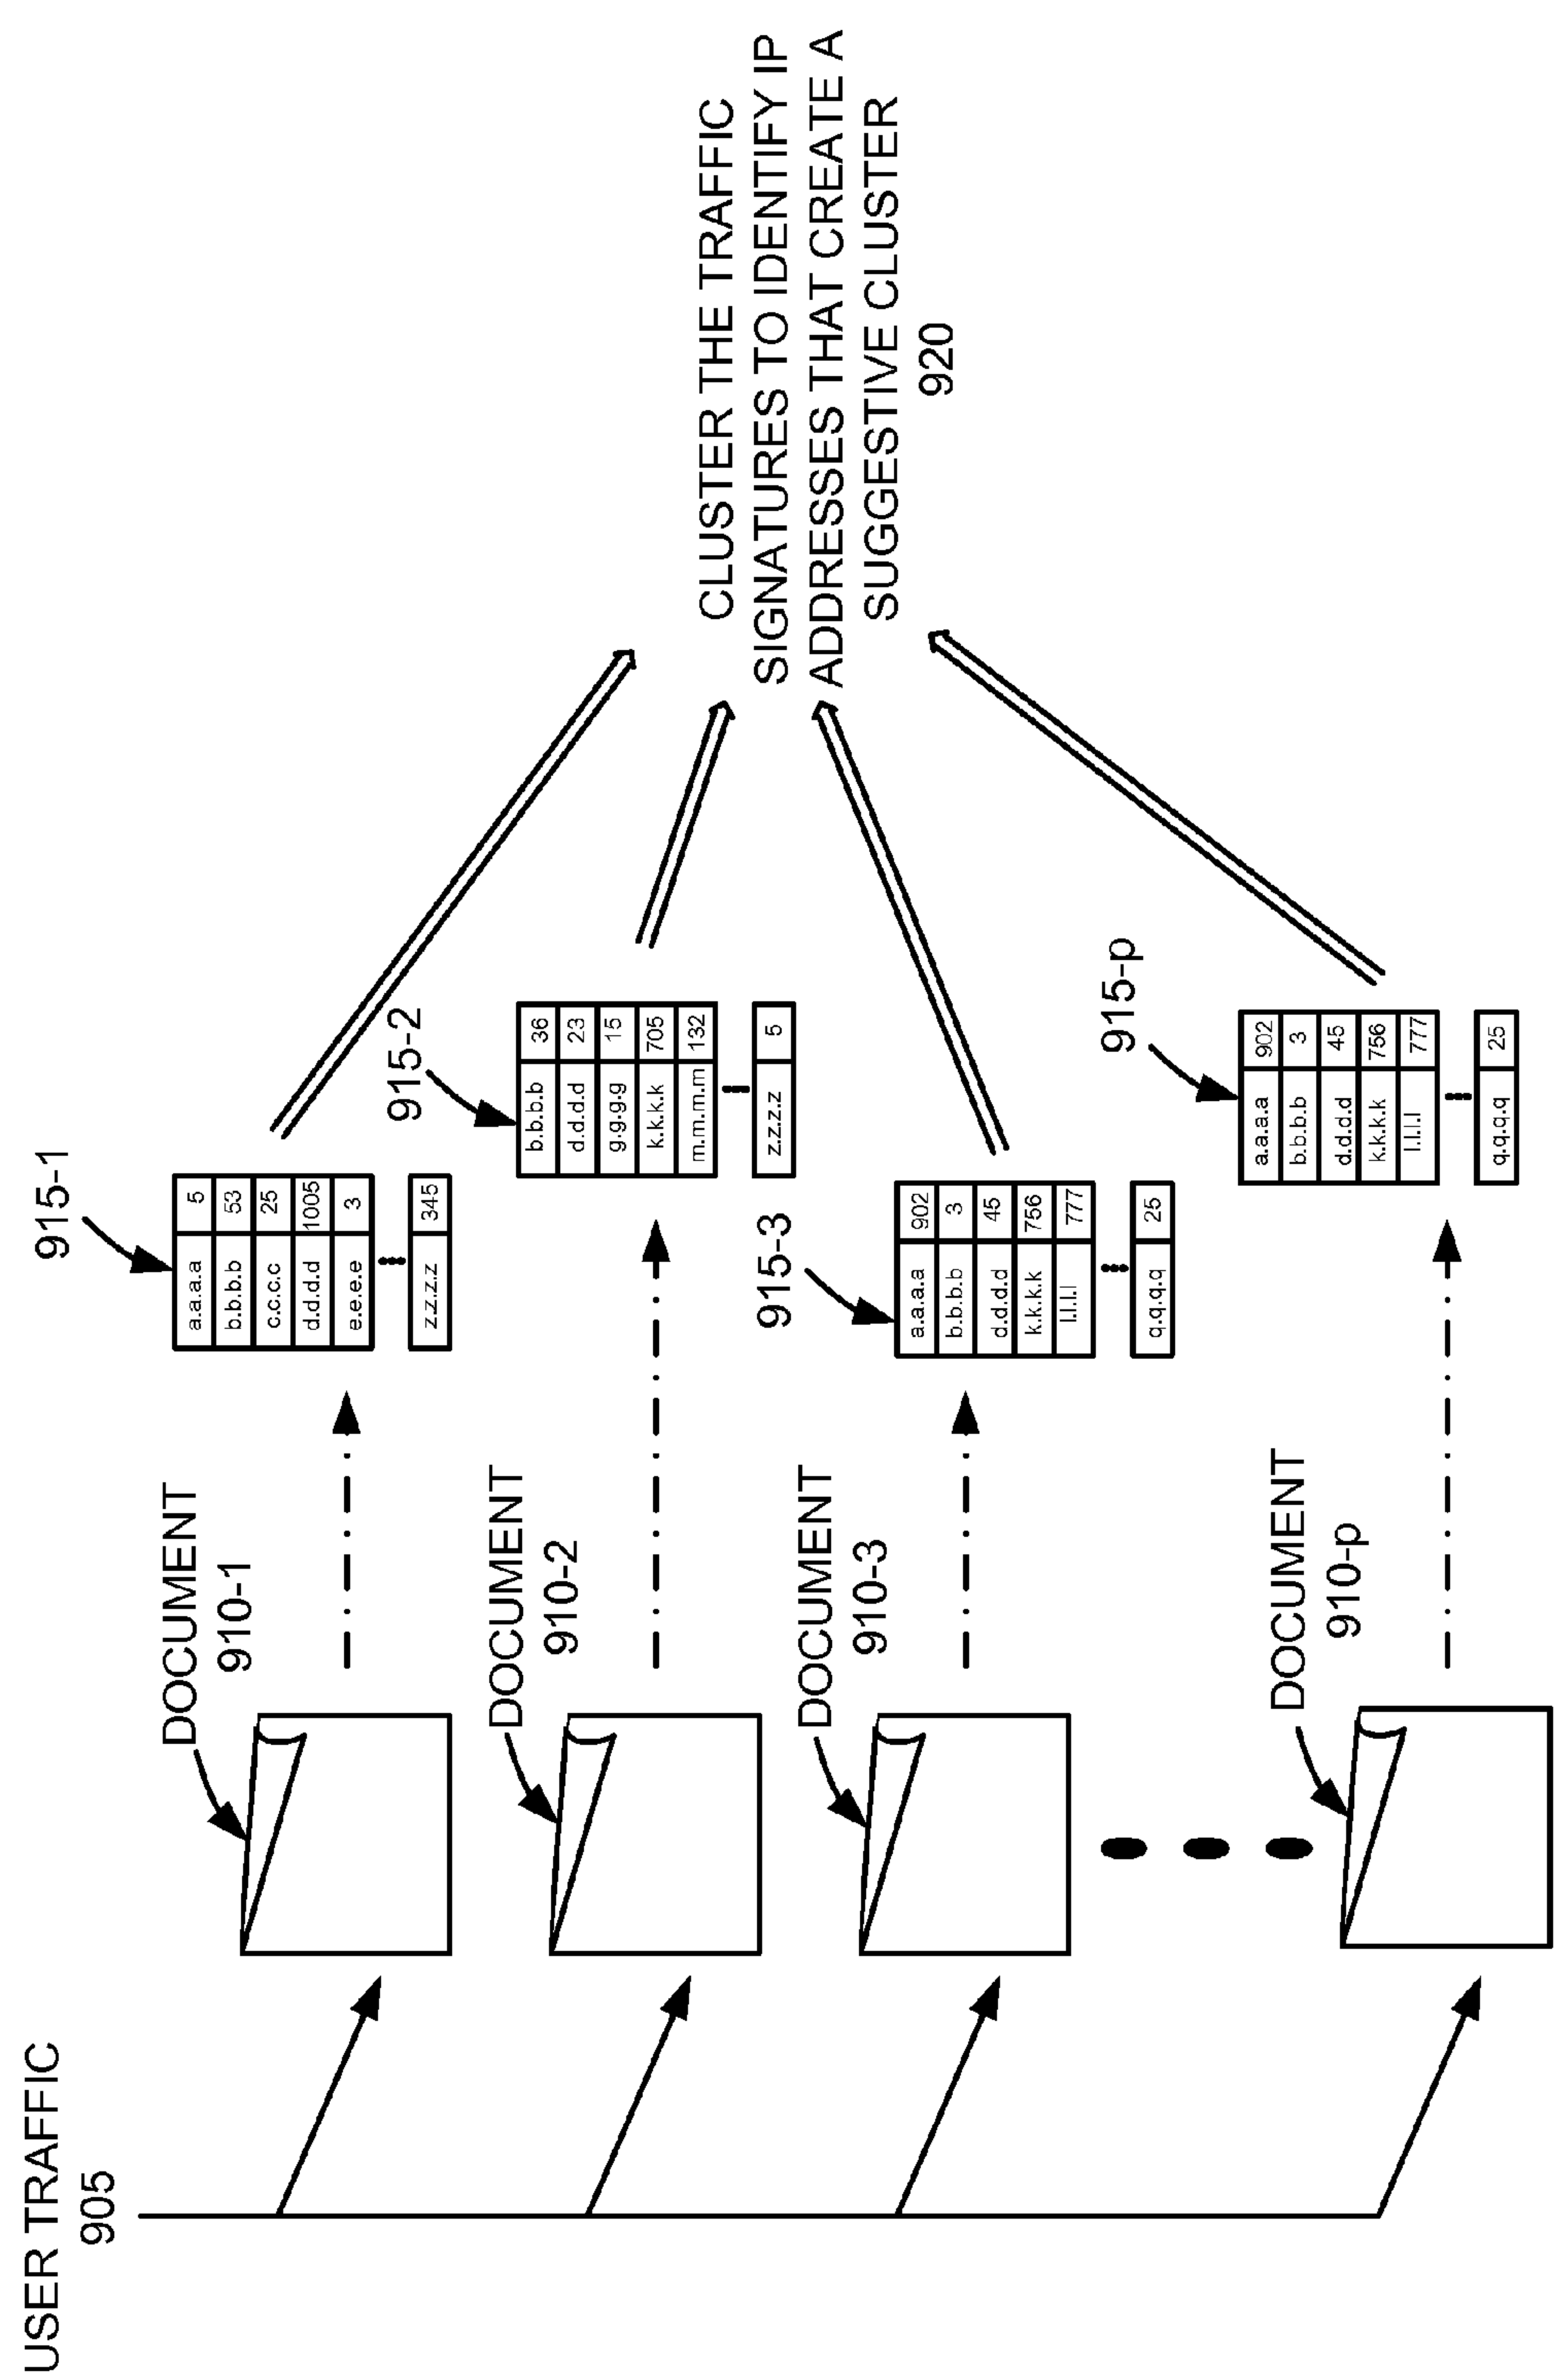 USER TRAFFIC
905
DOCUMENT
910-1
DOCUMENT
910-2
DOCUMENT
910-3
DOCUMENT
910-p
915-1
a.a.a.a 5
b.b.b.b 53
c.c.c.c 25
d.d.d.d 1005
e.e.e.e 3
z.z.z.z 345
915-2
b.b.b.b 36
d.d.d.d 23
g.g.g.g 15
k.k.k.k 705
m.m.m.m 132
z.z.z.z 5
915-3
a.a.a.a 902
b.b.b.b 3
d.d.d.d 45
k.k.k.k 756
l.l.l.l 777
q.q.q.q 25
915-p
a.a.a.a 902
b.b.b.b 3
d.d.d.d 45
k.k.k.k 756
l.l.l.l 777
q.q.q.q 25
CLUSTER THE TRAFFIC
SIGNATURES TO IDENTIFY IP
ADDRESSES THAT CREATE A
SUGGESTIVE CLUSTER
920